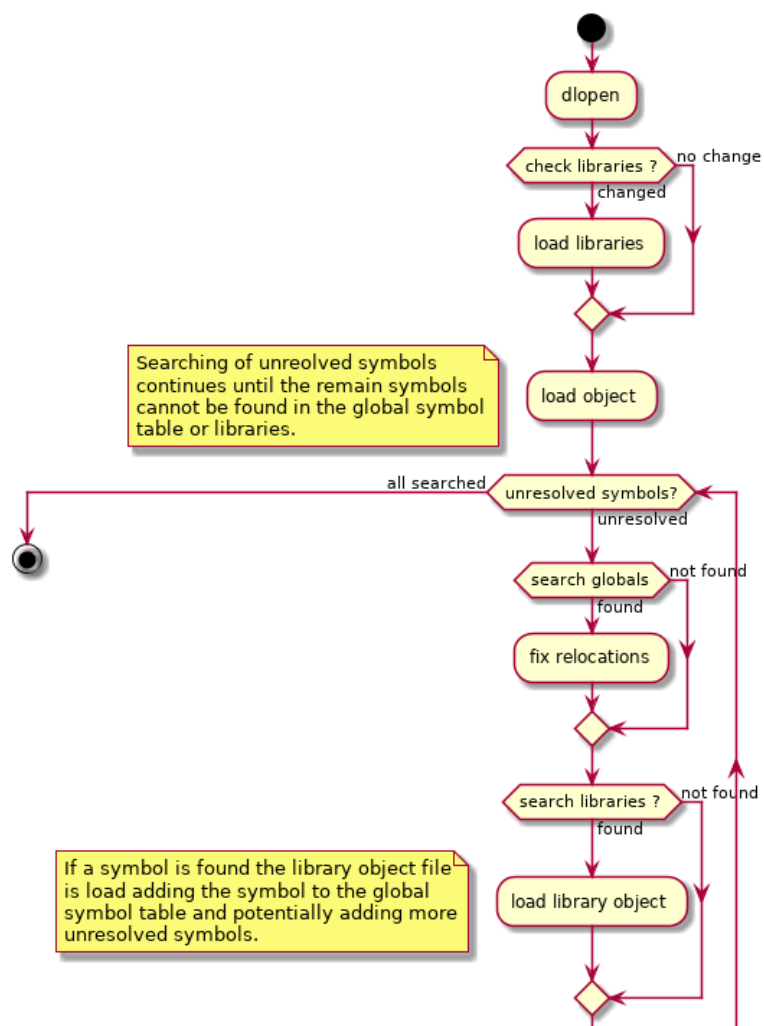 dlopen
check libraries ?
no change
changed
load libraries
Searching of unreolved symbols
continues until the remain symbols
cannot be found in the global symbol
table or libraries.
load object
all searched
unresolved symbols?
unresolved
search globals
not found
found
fix relocations
search libraries ?
not found
found
If a symbol is found the library object file
is load adding the symbol to the global
symbol table and potentially adding more
unresolved symbols.
load library object